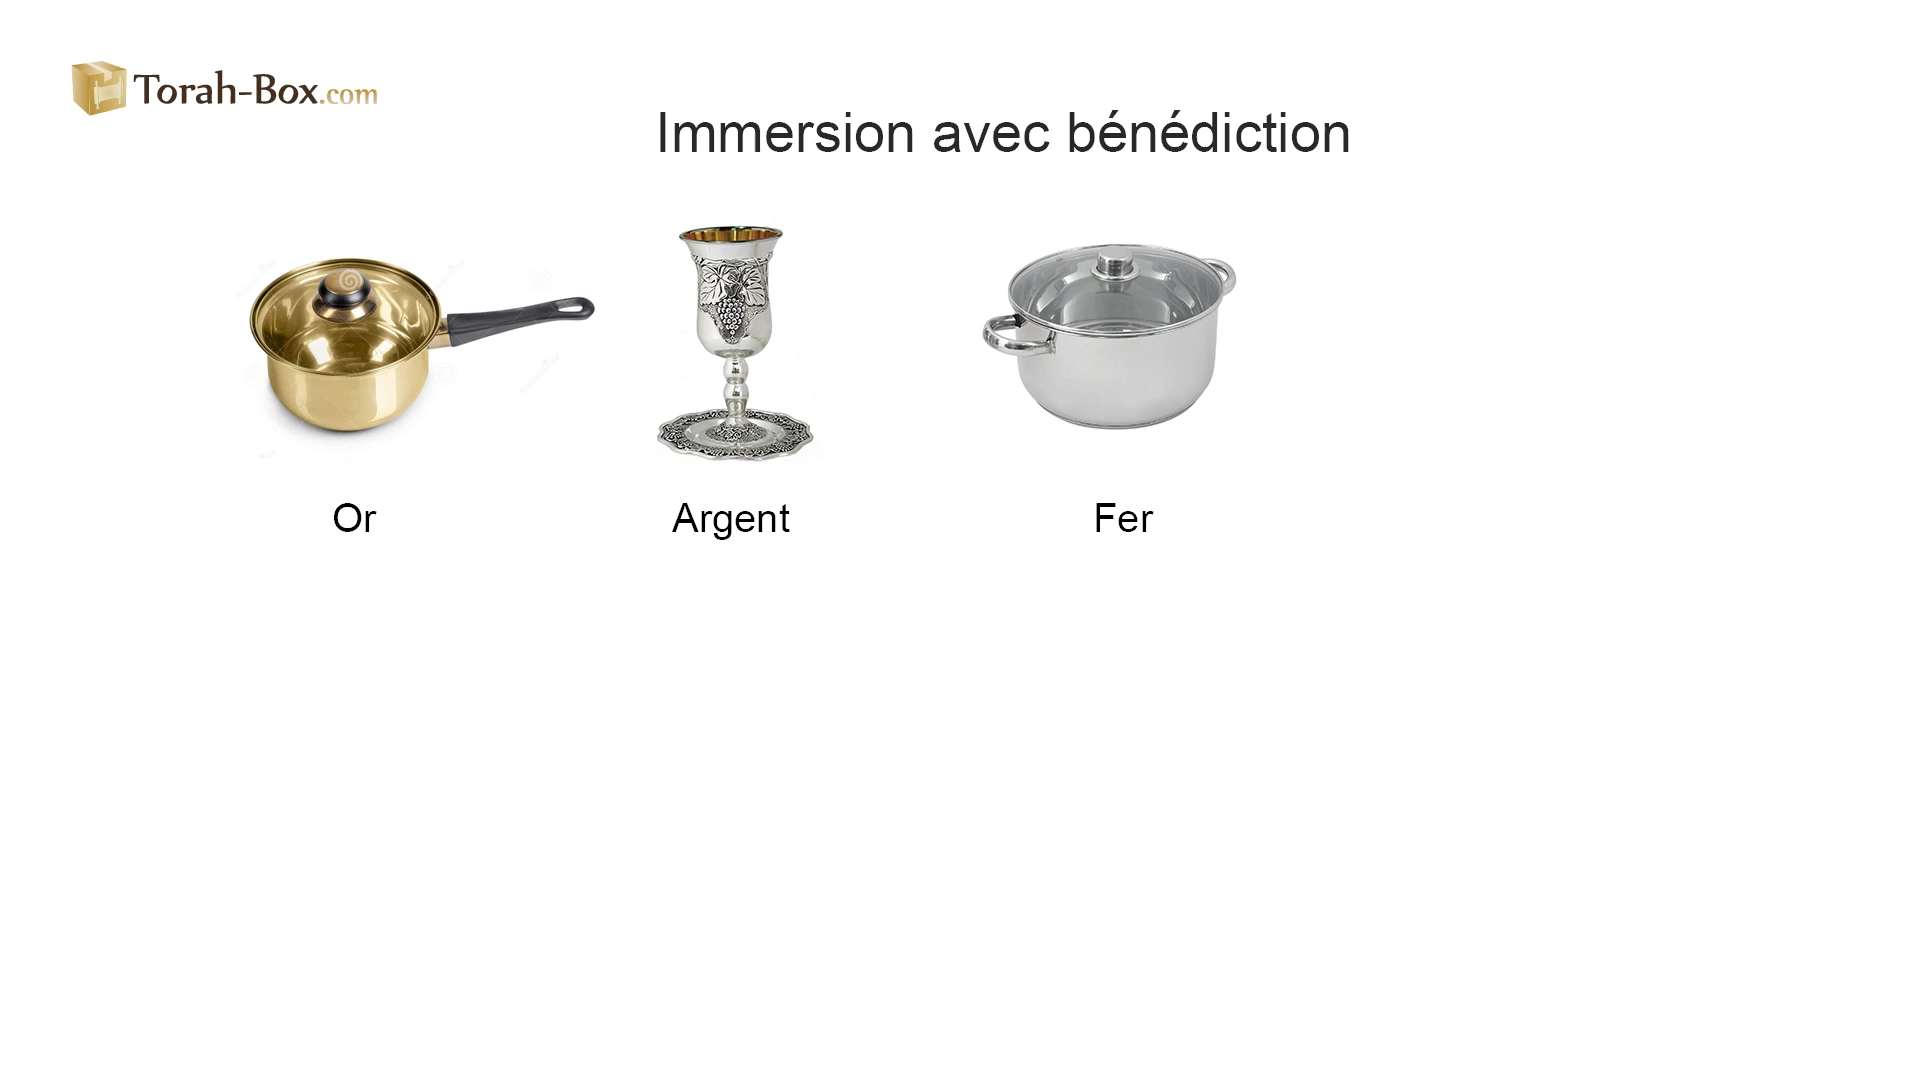 Torah-Box.com
Immersion avec bénédiction
Or
Argent
Fer